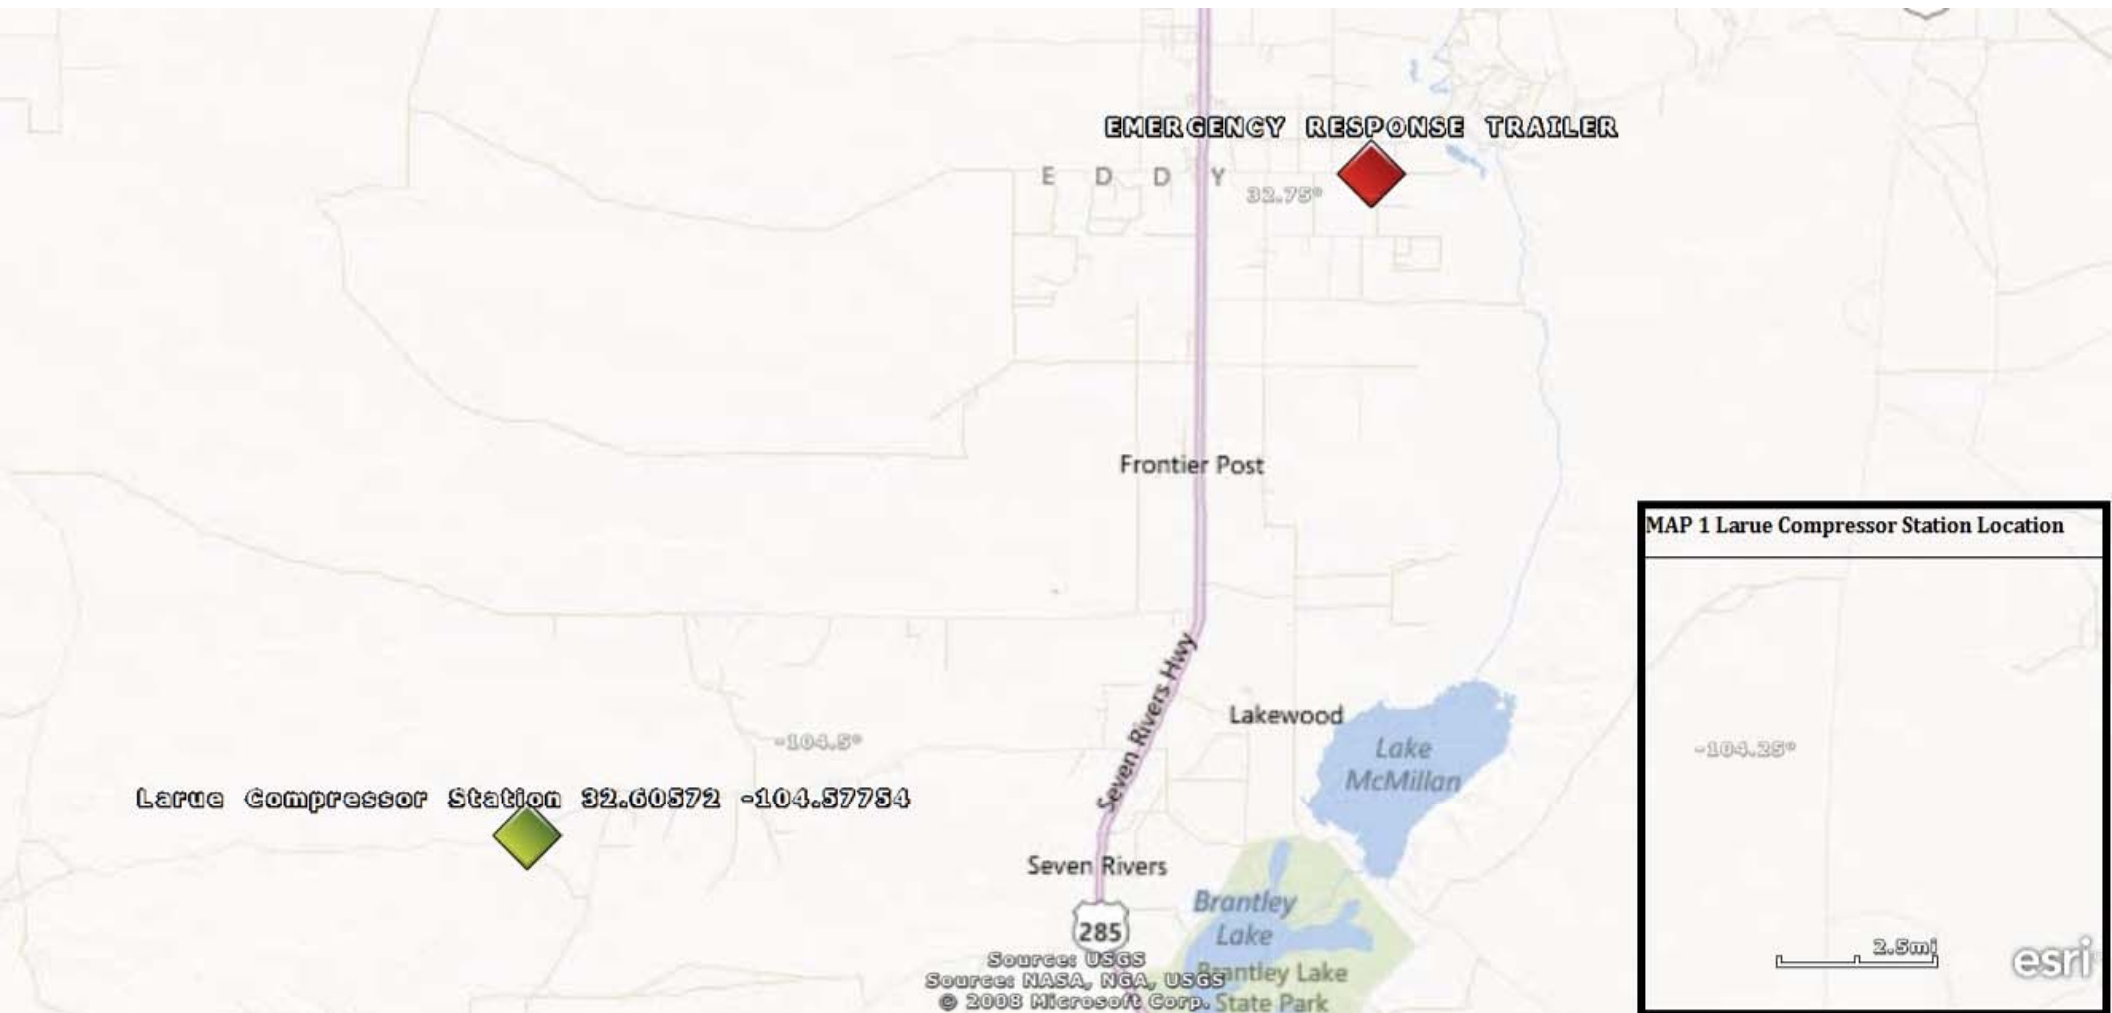 EMERGENCY RESPONSE TRAILER
E D D Y
32.75°
Frontier Post
MAP 1 Larue Compressor Station Location
Seven Rivers Hwy
Lakewood
Lake
McMillan
-104.5°
-104.25°
Larue Compressor Station 32.60572 -104.57754
Seven Rivers
Brantley
Lake
285
2.5mi
esri
Sources: USGS
Sources: NASA, NGA, USGS
© 2008 Microsoft Corp.
Brantley Lake
State Park